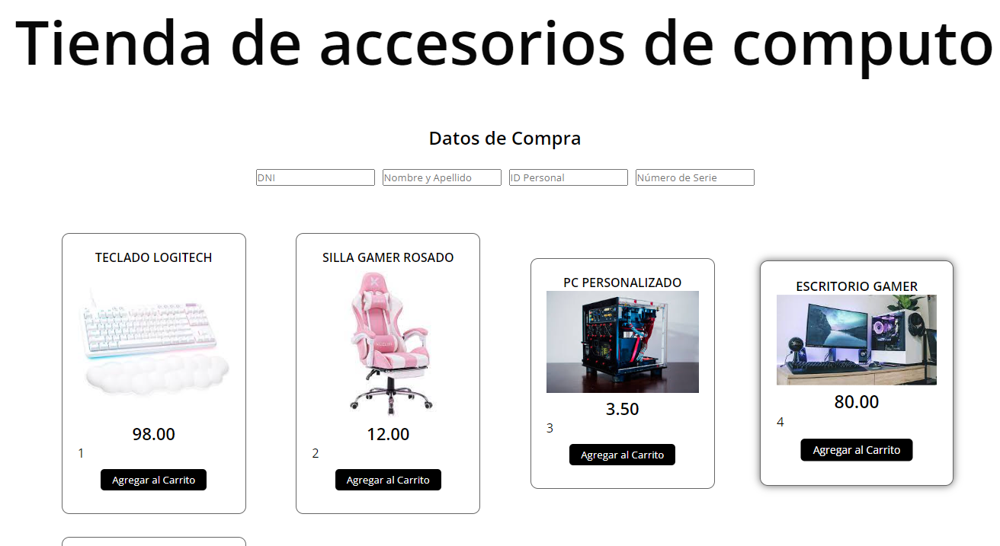 Tienda de accesorios de computo
Datos de Compra
DNI
Nombre y Apellido
ID Personal
Número de Serie
TECLADO LOGITECH
98.00
1
Agregar al Carrito
SILLA GAMER ROSADO
12.00
2
Agregar al Carrito
PC PERSONALIZADO
3.50
3
Agregar al Carrito
ESCRITORIO GAMER
80.00
4
Agregar al Carrito